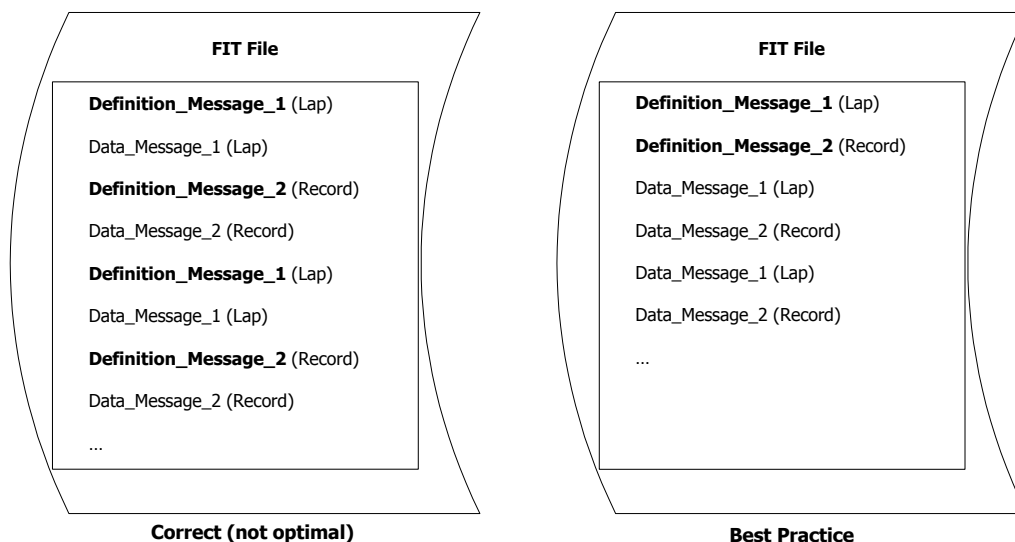 FIT File
Definition_Message_1 (Lap)
Data_Message_1 (Lap)
Definition_Message_2 (Record)
Data_Message_2 (Record)
Definition_Message_1 (Lap)
Data_Message_1 (Lap)
Definition_Message_2 (Record)
Data_Message_2 (Record)
...
Correct (not optimal)
FIT File
Definition_Message_1 (Lap)
Definition_Message_2 (Record)
Data_Message_1 (Lap)
Data_Message_2 (Record)
Data_Message_1 (Lap)
Data_Message_2 (Record)
...
Best Practice